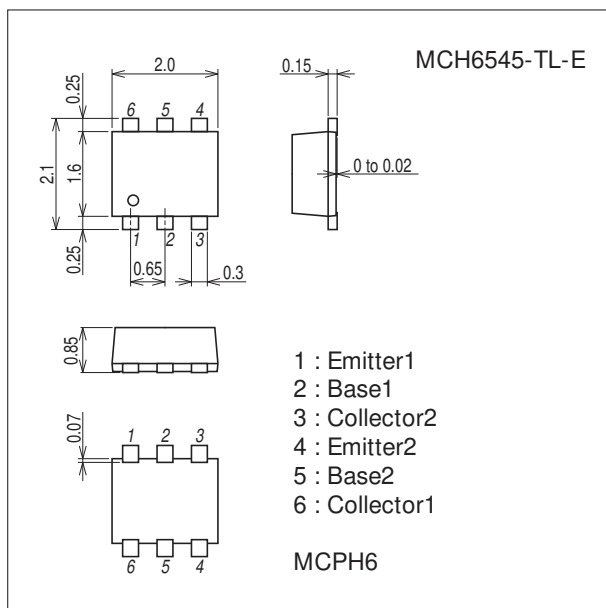 MCH6545-TL-E
2.0
0.15
0.25
6 5 4
2.1
1.6
0 to 0.02
0.25
1 2 3
0.65
0.3
0.85
1 : Emitter1
2 : Base1
3 : Collector2
4 : Emitter2
5 : Base2
6 : Collector1
0.07
1 2 3
6 5 4
MCPH6